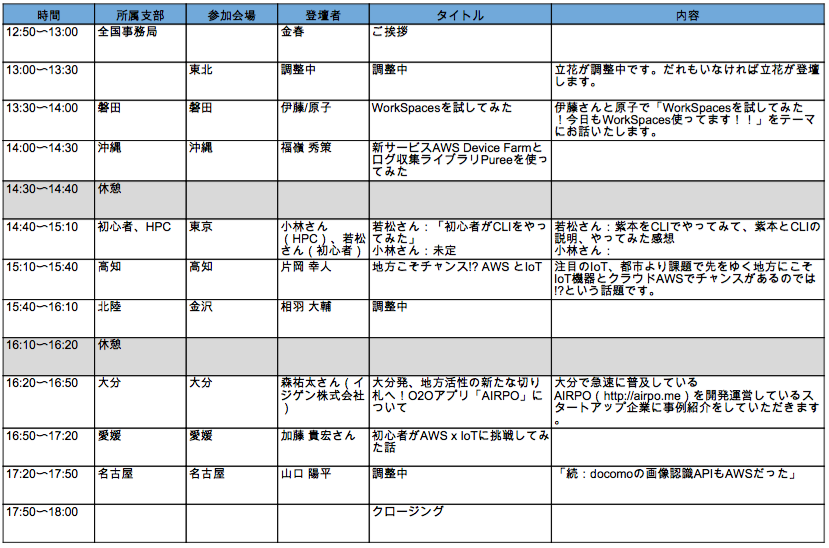 時間 所属支部 参加会場 登壇者 タイトル 内容
12:50〜13:00 全国事務局 金春 ご挨拶
13:00〜13:30 東北 調整中 調整中 立花が調整中です。だれもいなければ立花が登壇
します。
13:30〜14:00 磐田 磐田 伊藤/原子 WorkSpacesを試してみた 伊藤さんと原子で「WorkSpacesを試してみた
！今日もWorkSpaces使ってます！！」をテーマ
にお話いたします。
14:00〜14:30 沖縄 沖縄 福嶺 秀策 新サービスAWS Device Farmと
ログ収集ライブラリPureeを使っ
てみた
14:30〜14:40 休憩
14:40〜15:10 初心者、HPC 東京 小林さん 若松さん：「初心者がCLIをやっ 若松さん：紫本をCLIでやってみて、紫本とCLIの
（HPC）、若松 てみた」 説明、やってみた感想
さん（初心者） 小林さん：未定 小林さん：
15:10〜15:40 高知 高知 片岡 幸人 地方こそチャンス!? AWS とIoT 注目のIoT、都市より課題で先をゆく地方にこそ
IoT機器とクラウドAWSでチャンスがあるのでは
!?という話題です。
15:40〜16:10 北陸 金沢 相羽 大輔 調整中
16:10〜16:20 休憩
16:20〜16:50 大分 大分 森祐太さん（イ 大分発、地方活性の新たな切り 大分で急速に普及している
ジゲン株式会社 札へ！O2Oアプリ「AIRPO」に AIRPO（http://airpo.me）を開発運営しているス
） ついて タートアップ企業に事例紹介をしていただきます
。
16:50〜17:20 愛媛 愛媛 加藤 貴宏さん 初心者がAWS x IoTに挑戦してみ
た話
17:20〜17:50 名古屋 名古屋 山口 陽平 調整中 「続：docomoの画像認識APIもAWSだった」
17:50〜18:00 クロージング